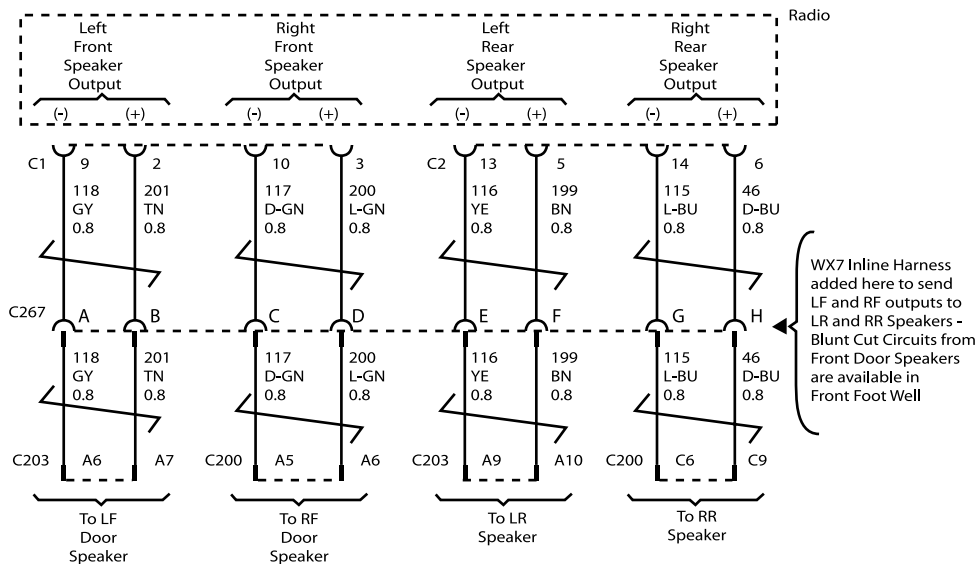 Radio
Left
Front
Speaker
Output
Right
Front
Speaker
Output
Left
Rear
Speaker
Output
Right
Rear
Speaker
Output
(-) (+) (-) (+) (-) (+) (-) (+)
C1 9 2 10 3 C2 13 5 14 6
118
GY
0.8
201
TN
0.8
117
D-GN
0.8
200
L-GN
0.8
116
YE
0.8
199
BN
0.8
115
L-BU
0.8
46
D-BU
0.8
C267 A B C D E F G H
WX7 Inline Harness
added here to send
LF and RF outputs to
LR and RR Speakers -
Blunt Cut Circuits from
Front Door Speakers
are available in
Front Foot Well
118
GY
0.8
201
TN
0.8
117
D-GN
0.8
200
L-GN
0.8
116
YE
0.8
199
BN
0.8
115
L-BU
0.8
46
D-BU
0.8
C203 A6 A7 C200 A5 A6 C203 A9 A10 C200 C6 C9
To LF
Door
Speaker
To RF
Door
Speaker
To LR
Speaker
To RR
Speaker